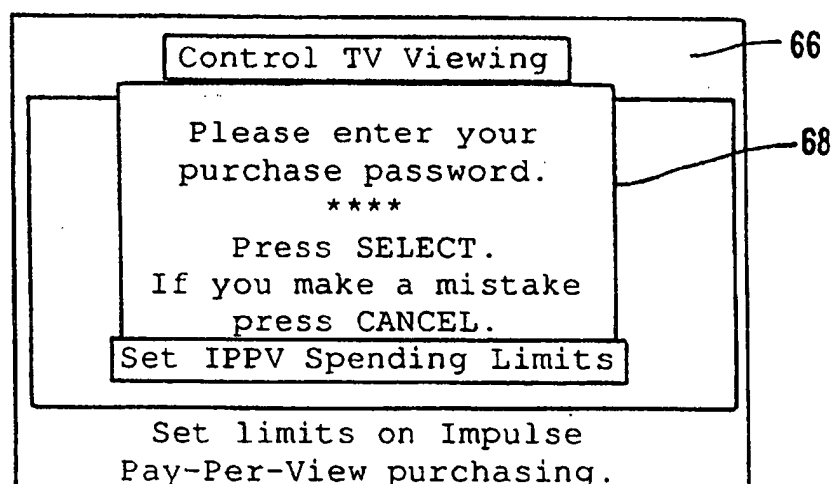 Control TV Viewing
66
Please enter your
purchase password.
68
****
Press SELECT.
If you make a mistake
press CANCEL.
Set IPPV Spending Limits
Set limits on Impulse
Pay-Per-View purchasing.